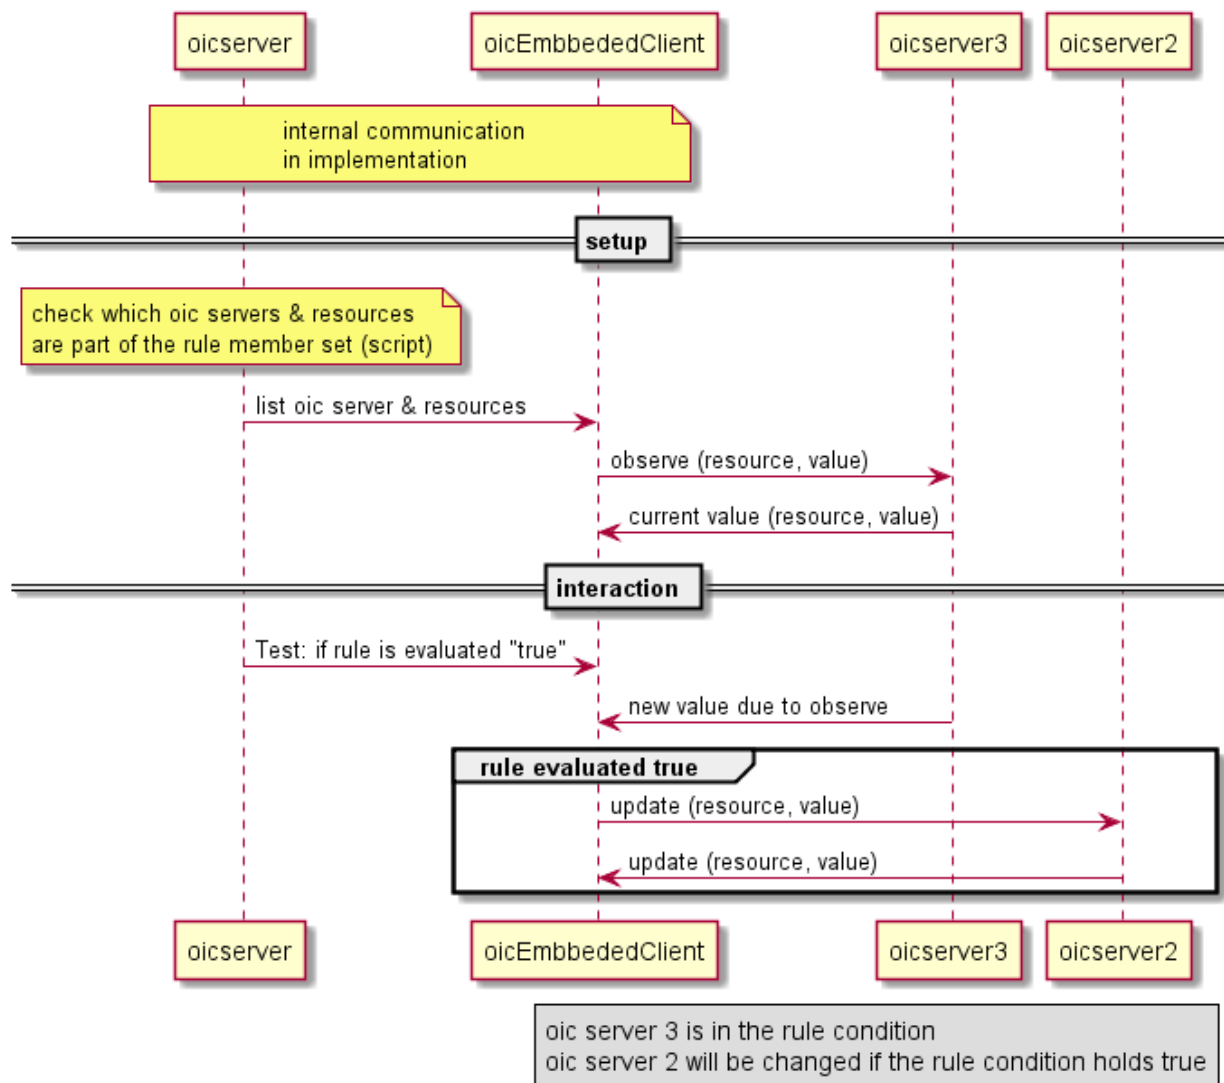 oicserver
oicEmbbededClient
oicserver3
oicserver2
internal communication
in implementation
setup
check which oic servers & resources
are part of the rule member set (script)
list oic server & resources
observe (resource, value)
current value (resource, value)
interaction
Test: if rule is evaluated "true"
new value due to observe
rule evaluated true
update (resource, value)
update (resource, value)
oicserver
oicEmbbededClient
oicserver3
oicserver2
oic server 3 is in the rule condition
oic server 2 will be changed if the rule condition holds true